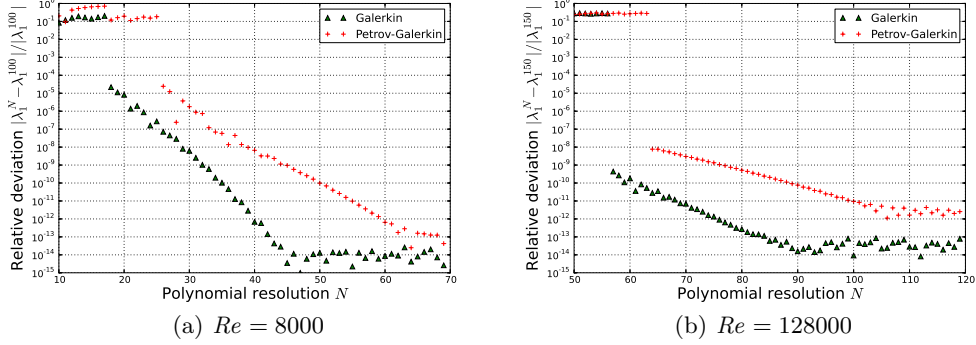 10^0
10^-1
10^-2
10^-3
10^-4
10^-5
10^-6
10^-7
10^-8
10^-9
10^-10
10^-11
10^-12
10^-13
10^-14
10^-15
Relative deviation |λ_1^N − λ_1^100|/|λ_1^100|
Galerkin
Petrov-Galerkin
10 20 30 40 50 60 70
Polynomial resolution N
(a) Re = 8000
10^0
10^-1
10^-2
10^-3
10^-4
10^-5
10^-6
10^-7
10^-8
10^-9
10^-10
10^-11
10^-12
10^-13
10^-14
10^-15
Relative deviation |λ_1^N − λ_1^150|/|λ_1^150|
Galerkin
Petrov-Galerkin
50 60 70 80 90 100 110 120
Polynomial resolution N
(b) Re = 128000